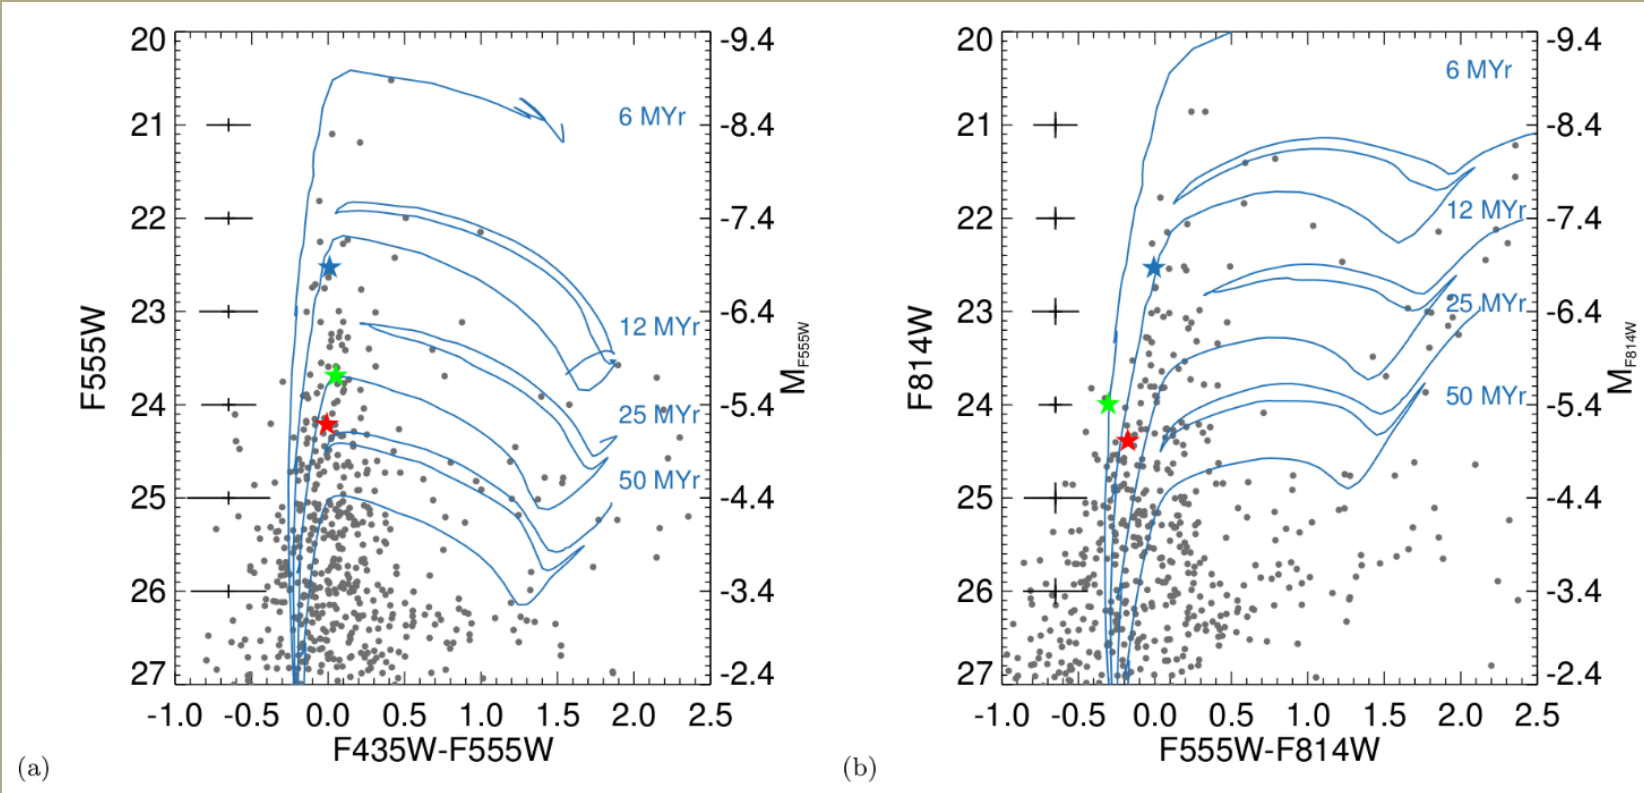 20
21
22
23
24
25
26
27
F555W
-9.4
-8.4
-7.4
-6.4
-5.4
-4.4
-3.4
-2.4
M_F555W
6 MYr
12 MYr
25 MYr
50 MYr
-1.0 -0.5 0.0 0.5 1.0 1.5 2.0 2.5
F435W-F555W
(a)
20
21
22
23
24
25
26
27
F814W
-9.4
-8.4
-7.4
-6.4
-5.4
-4.4
-3.4
-2.4
M_F814W
6 MYr
12 MYr
25 MYr
50 MYr
-1.0 -0.5 0.0 0.5 1.0 1.5 2.0 2.5
F555W-F814W
(b)